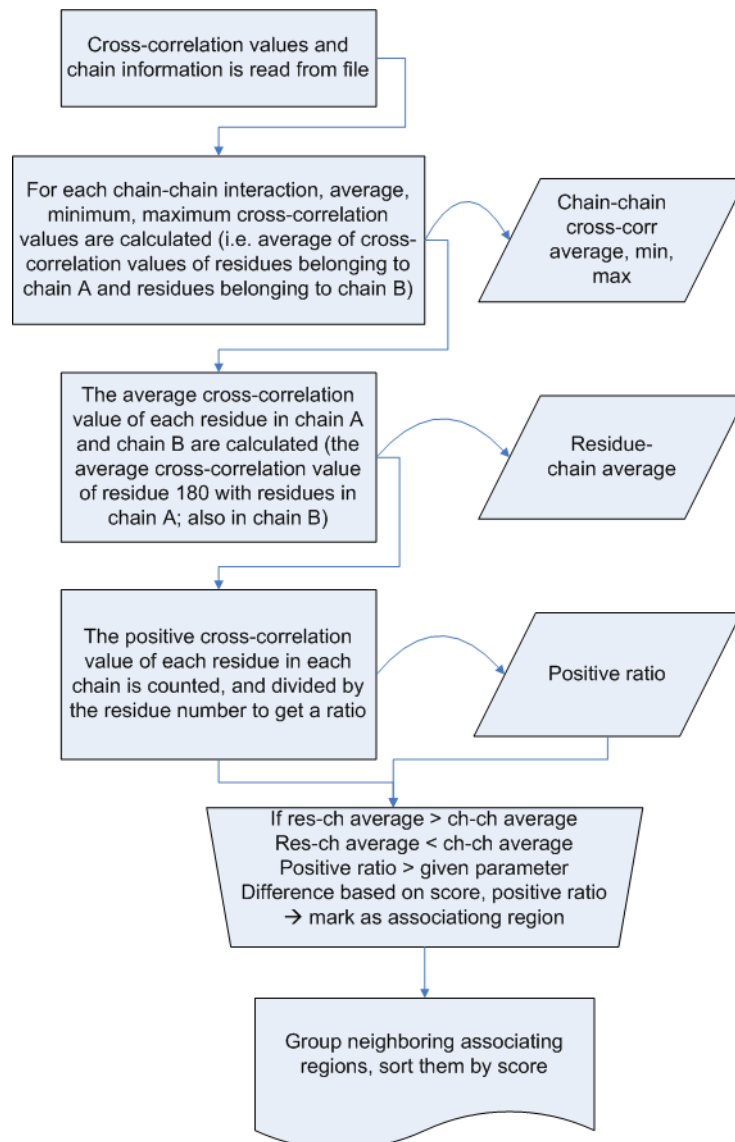 Cross-correlation values and
chain information is read from file
For each chain-chain interaction, average,
minimum, maximum cross-correlation
values are calculated (i.e. average of cross-
correlation values of residues belonging to
chain A and residues belonging to chain B)
Chain-chain
cross-corr
average, min,
max
The average cross-correlation
value of each residue in chain A
and chain B are calculated (the
average cross-correlation value
of residue 180 with residues in
chain A; also in chain B)
Residue-
chain average
The positive cross-correlation
value of each residue in each
chain is counted, and divided by
the residue number to get a ratio
Positive ratio
If res-ch average > ch-ch average
Res-ch average < ch-ch average
Positive ratio > given parameter
Difference based on score, positive ratio
→ mark as associationg region
Group neighboring associating
regions, sort them by score